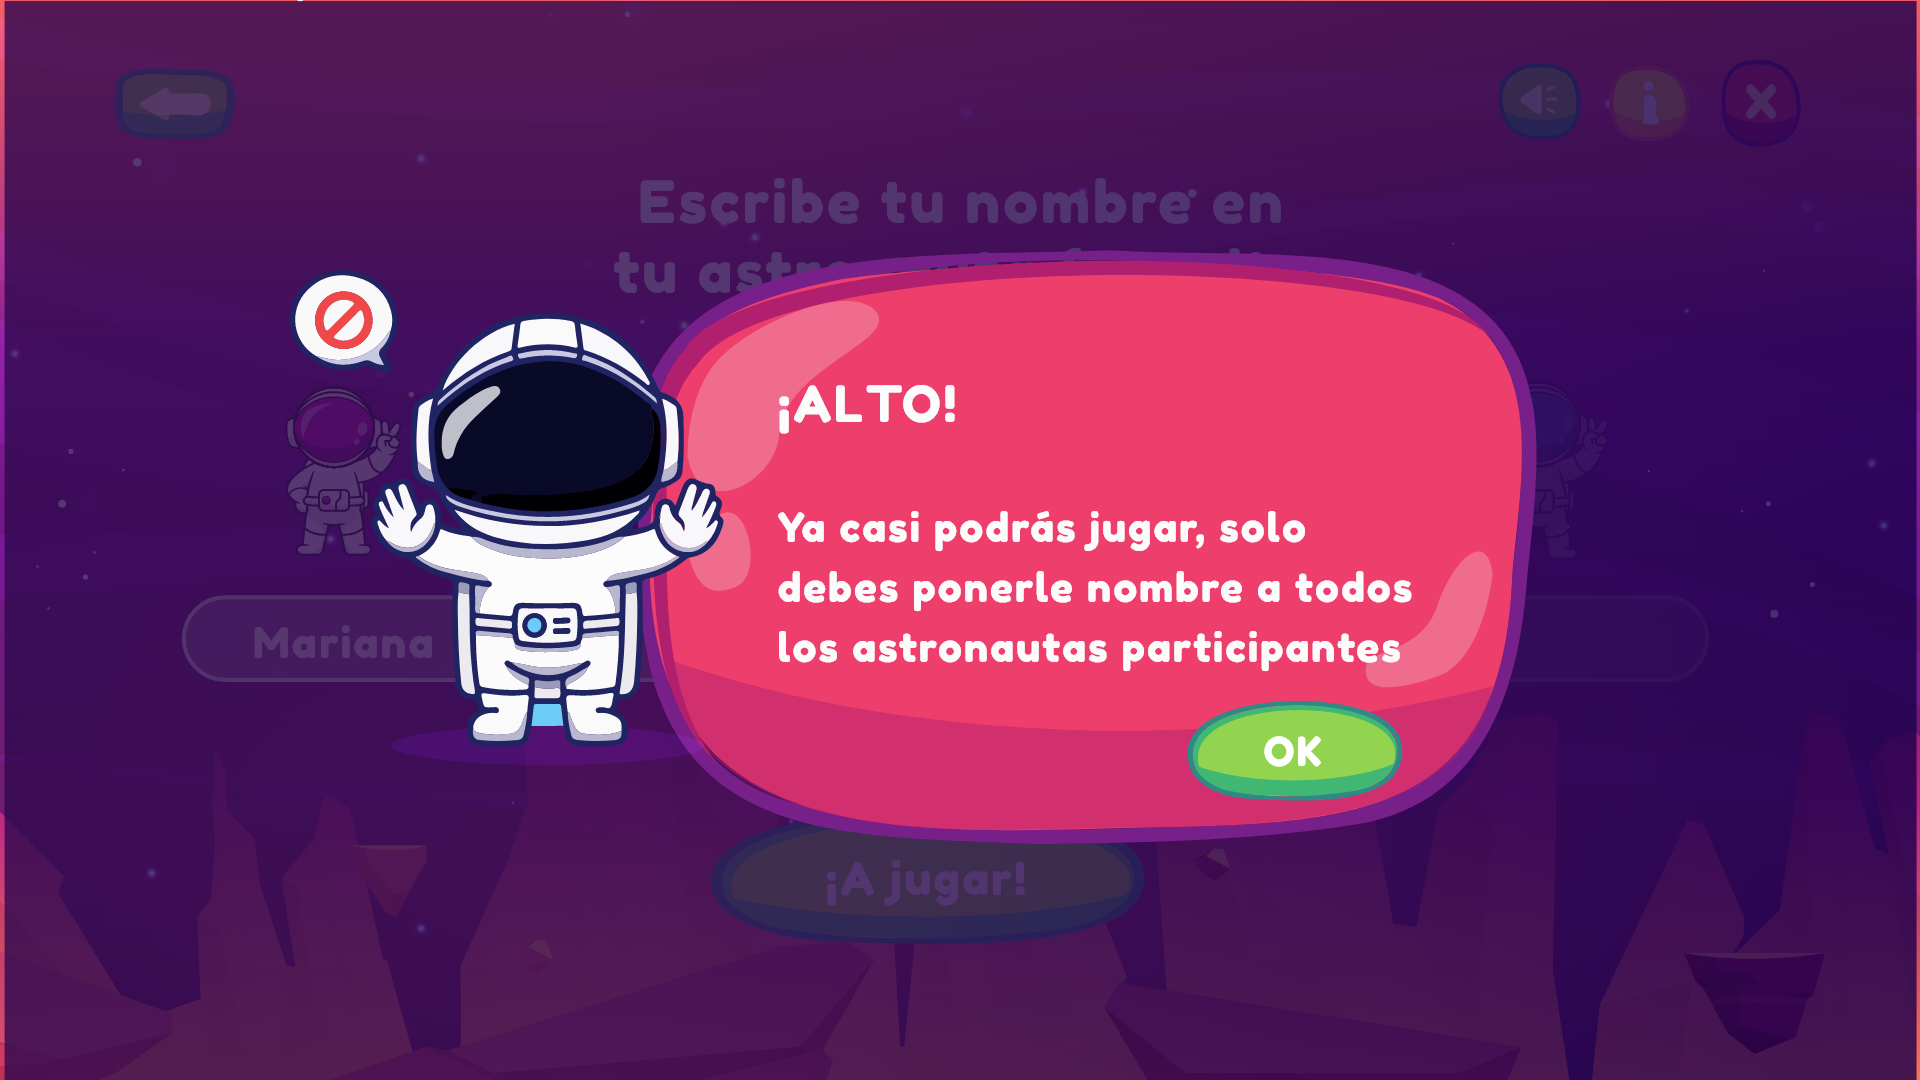 Escribe tu nombre en
tu
¡ALTO!
Ya casi podrás jugar, solo
debes ponerle nombre a todos
los astronautas participantes
Mariana
OK
¡A jugar!